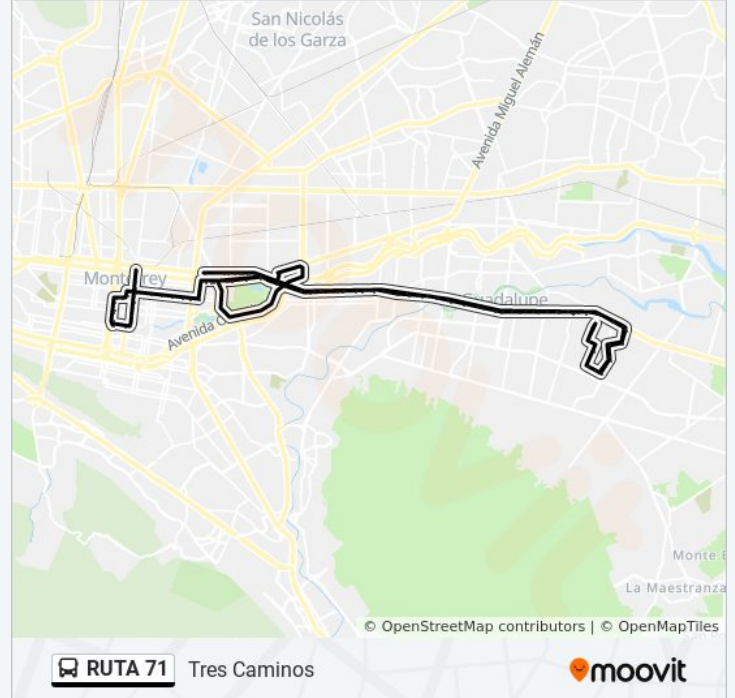 San Nicolás
de los Garza
Avenida Miguel Alemán
Monterrey
Guadalupe
Avenida C
Monte E
La Maestranza
© OpenStreetMap contributors | © OpenMapTiles
RUTA 71 Tres Caminos
moovit